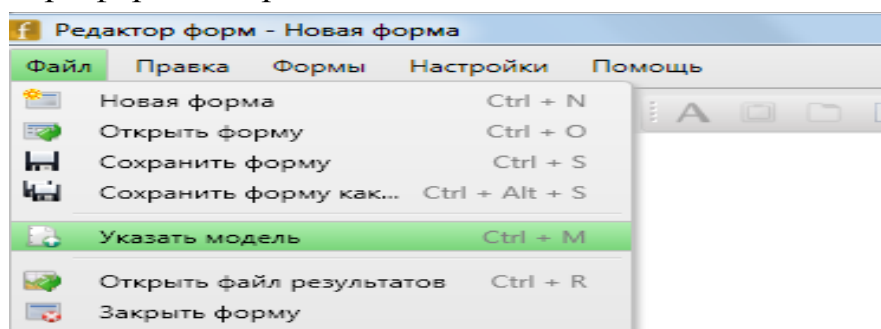 Редактор форм - Новая форма
Файл Правка Формы Настройки Помощь
Новая форма Ctrl + N
Открыть форму Ctrl + O
Сохранить форму Ctrl + S
Сохранить форму как... Ctrl + Alt + S
Указать модель Ctrl + M
Открыть файл результатов Ctrl + R
Закрыть форму